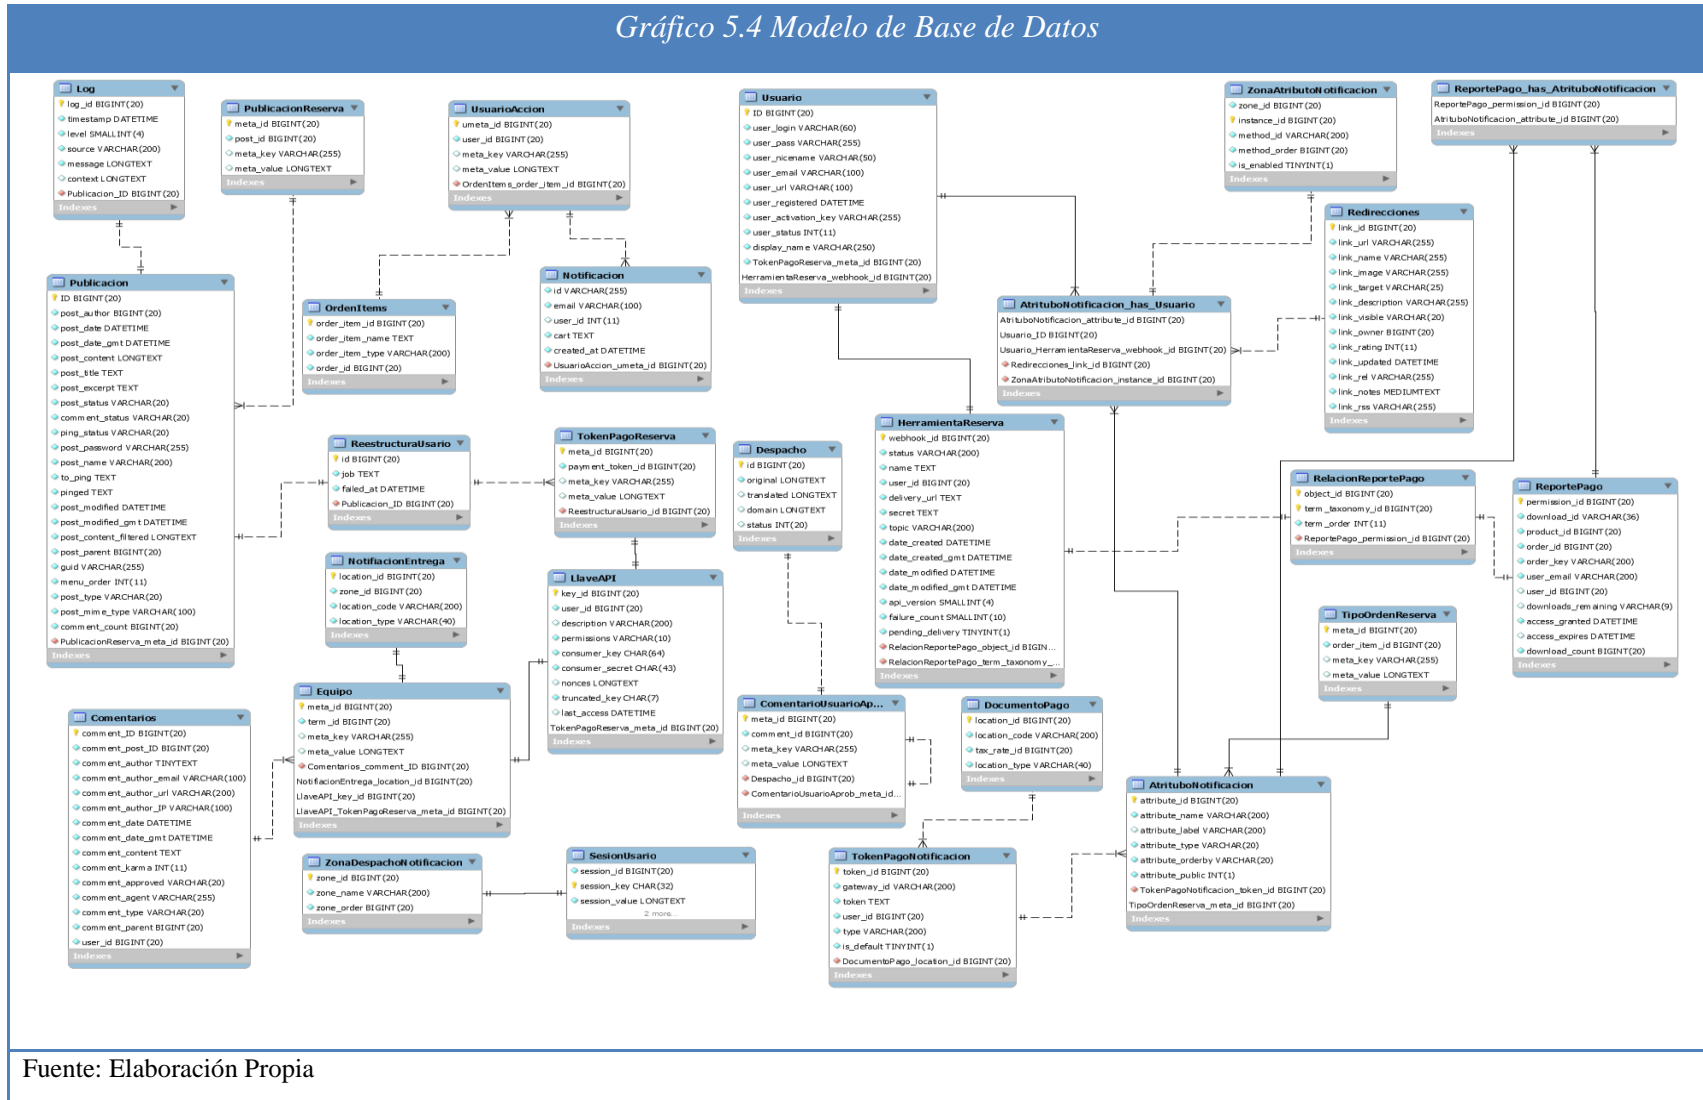 Gráfico 5.4 Modelo de Base de Datos
Log
log_id BIGINT(20)
timestamp DATETIME
level SMALLINT(4)
source VARCHAR(200)
message LONGTEXT
context LONGTEXT
Publicacion_ID BIGINT(20)
Indexes
PublicacionReserva
meta_id BIGINT(20)
post_id BIGINT(20)
meta_key VARCHAR(255)
meta_value LONGTEXT
Indexes
UsuarioAccion
umeta_id BIGINT(20)
user_id BIGINT(20)
meta_key VARCHAR(255)
meta_value LONGTEXT
OrdenItems_order_item_id BIGINT(20)
Indexes
Usuario
ID BIGINT(20)
user_login VARCHAR(60)
user_pass VARCHAR(255)
user_nicename VARCHAR(50)
user_email VARCHAR(100)
user_url VARCHAR(100)
user_registered DATETIME
user_activation_key VARCHAR(255)
user_status INT(11)
display_name VARCHAR(250)
TokenPagoReserva_meta_id BIGINT(20)
HerramientaReserva_webhook_id BIGINT(20)
Indexes
ZonaAtributoNotificacion
zone_id BIGINT(20)
instance_id BIGINT(20)
method_id VARCHAR(200)
method_order BIGINT(20)
is_enabled TINYINT(1)
Indexes
ReportePago_has_AtrituboNotificacion
ReportePago_permission_id BIGINT(20)
AtrituboNotificacion_attribute_id BIGINT(20)
Indexes
Redirecciones
link_id BIGINT(20)
link_url VARCHAR(255)
link_name VARCHAR(255)
link_image VARCHAR(255)
link_target VARCHAR(25)
link_description VARCHAR(255)
link_visible VARCHAR(20)
link_owner BIGINT(20)
link_rating INT(11)
link_updated DATETIME
link_rel VARCHAR(255)
link_notes MEDIUMTEXT
link_rss VARCHAR(255)
Indexes
Publicacion
ID BIGINT(20)
post_author BIGINT(20)
post_date DATETIME
post_date_gmt DATETIME
post_content LONGTEXT
post_title TEXT
post_excerpt TEXT
post_status VARCHAR(20)
comment_status VARCHAR(20)
ping_status VARCHAR(20)
post_password VARCHAR(255)
post_name VARCHAR(200)
to_ping TEXT
pinged TEXT
post_modified DATETIME
post_modified_gmt DATETIME
post_content_filtered LONGTEXT
post_parent BIGINT(20)
guid VARCHAR(255)
menu_order INT(11)
post_type VARCHAR(20)
post_mime_type VARCHAR(100)
comment_count BIGINT(20)
PublicacionReserva_meta_id BIGINT(20)
Indexes
OrdenItems
order_item_id BIGINT(20)
order_item_name TEXT
order_item_type VARCHAR(200)
order_id BIGINT(20)
Indexes
Notificacion
id VARCHAR(255)
email VARCHAR(100)
user_id INT(11)
cart TEXT
created_at DATETIME
UsuarioAccion_umeta_id BIGINT(20)
Indexes
AtrituboNotificacion_has_Usuario
AtrituboNotificacion_attribute_id BIGINT(20)
Usuario_ID BIGINT(20)
Usuario_HerramientaReserva_webhook_id BIGINT(20)
Redirecciones_link_id BIGINT(20)
ZonaAtributoNotificacion_instance_id BIGINT(20)
Indexes
ReestructuraUsario
id BIGINT(20)
job TEXT
failed_at DATETIME
Publicacion_ID BIGINT(20)
Indexes
TokenPagoReserva
meta_id BIGINT(20)
payment_token_id BIGINT(20)
meta_key VARCHAR(255)
meta_value LONGTEXT
ReestructuraUsario_id BIGINT(20)
Indexes
Despacho
id BIGINT(20)
original LONGTEXT
translated LONGTEXT
domain LONGTEXT
status INT(20)
Indexes
HerramientaReserva
webhook_id BIGINT(20)
status VARCHAR(200)
name TEXT
user_id BIGINT(20)
delivery_url TEXT
secret TEXT
topic VARCHAR(200)
date_created DATETIME
date_created_gmt DATETIME
date_modified DATETIME
date_modified_gmt DATETIME
api_version SMALLINT(4)
failure_count SMALLINT(10)
pending_delivery TINYINT(1)
RelacionReportePago_object_id BIGIN...
RelacionReportePago_term_taxonomy_...
Indexes
RelacionReportePago
object_id BIGINT(20)
term_taxonomy_id BIGINT(20)
term_order INT(11)
ReportePago_permission_id BIGINT(20)
Indexes
ReportePago
permission_id BIGINT(20)
download_id VARCHAR(36)
product_id BIGINT(20)
order_id BIGINT(20)
order_key VARCHAR(200)
user_email VARCHAR(200)
user_id BIGINT(20)
downloads_remaining VARCHAR(9)
access_granted DATETIME
access_expires DATETIME
download_count BIGINT(20)
Indexes
NotifiacionEntrega
location_id BIGINT(20)
zone_id BIGINT(20)
location_code VARCHAR(200)
location_type VARCHAR(40)
Indexes
LlaveAPI
key_id BIGINT(20)
user_id BIGINT(20)
description VARCHAR(200)
permissions VARCHAR(10)
consumer_key CHAR(64)
consumer_secret CHAR(43)
nonces LONGTEXT
truncated_key CHAR(7)
last_access DATETIME
TokenPagoReserva_meta_id BIGINT(20)
Indexes
TipoOrdenReserva
meta_id BIGINT(20)
order_item_id BIGINT(20)
meta_key VARCHAR(255)
meta_value LONGTEXT
Indexes
Comentarios
comment_ID BIGINT(20)
comment_post_ID BIGINT(20)
comment_author TINYTEXT
comment_author_email VARCHAR(100)
comment_author_url VARCHAR(200)
comment_author_IP VARCHAR(100)
comment_date DATETIME
comment_date_gmt DATETIME
comment_content TEXT
comment_karma INT(11)
comment_approved VARCHAR(20)
comment_agent VARCHAR(255)
comment_type VARCHAR(20)
comment_parent BIGINT(20)
user_id BIGINT(20)
Indexes
Equipo
meta_id BIGINT(20)
term_id BIGINT(20)
meta_key VARCHAR(255)
meta_value LONGTEXT
Comentarios_comment_ID BIGINT(20)
NotifiacionEntrega_location_id BIGINT(20)
LlaveAPI_key_id BIGINT(20)
LlaveAPI_TokenPagoReserva_meta_id BIGINT(20)
Indexes
ComentarioUsuarioAp...
meta_id BIGINT(20)
comment_id BIGINT(20)
meta_key VARCHAR(255)
meta_value LONGTEXT
Despacho_id BIGINT(20)
ComentarioUsuarioAprob_meta_id...
Indexes
DocumentoPago
location_id BIGINT(20)
location_code VARCHAR(200)
tax_rate_id BIGINT(20)
location_type VARCHAR(40)
Indexes
AtrituboNotificacion
attribute_id BIGINT(20)
attribute_name VARCHAR(200)
attribute_label VARCHAR(200)
attribute_type VARCHAR(20)
attribute_orderby VARCHAR(20)
attribute_public INT(1)
TokenPagoNotificacion_token_id BIGINT(20)
TipoOrdenReserva_meta_id BIGINT(20)
Indexes
ZonaDespachoNotificacion
zone_id BIGINT(20)
zone_name VARCHAR(200)
zone_order BIGINT(20)
Indexes
SesionUsario
session_id BIGINT(20)
session_key CHAR(32)
session_value LONGTEXT
2 more...
Indexes
TokenPagoNotificacion
token_id BIGINT(20)
gateway_id VARCHAR(200)
token TEXT
user_id BIGINT(20)
type VARCHAR(200)
is_default TINYINT(1)
DocumentoPago_location_id BIGINT(20)
Indexes
Fuente: Elaboración Propia